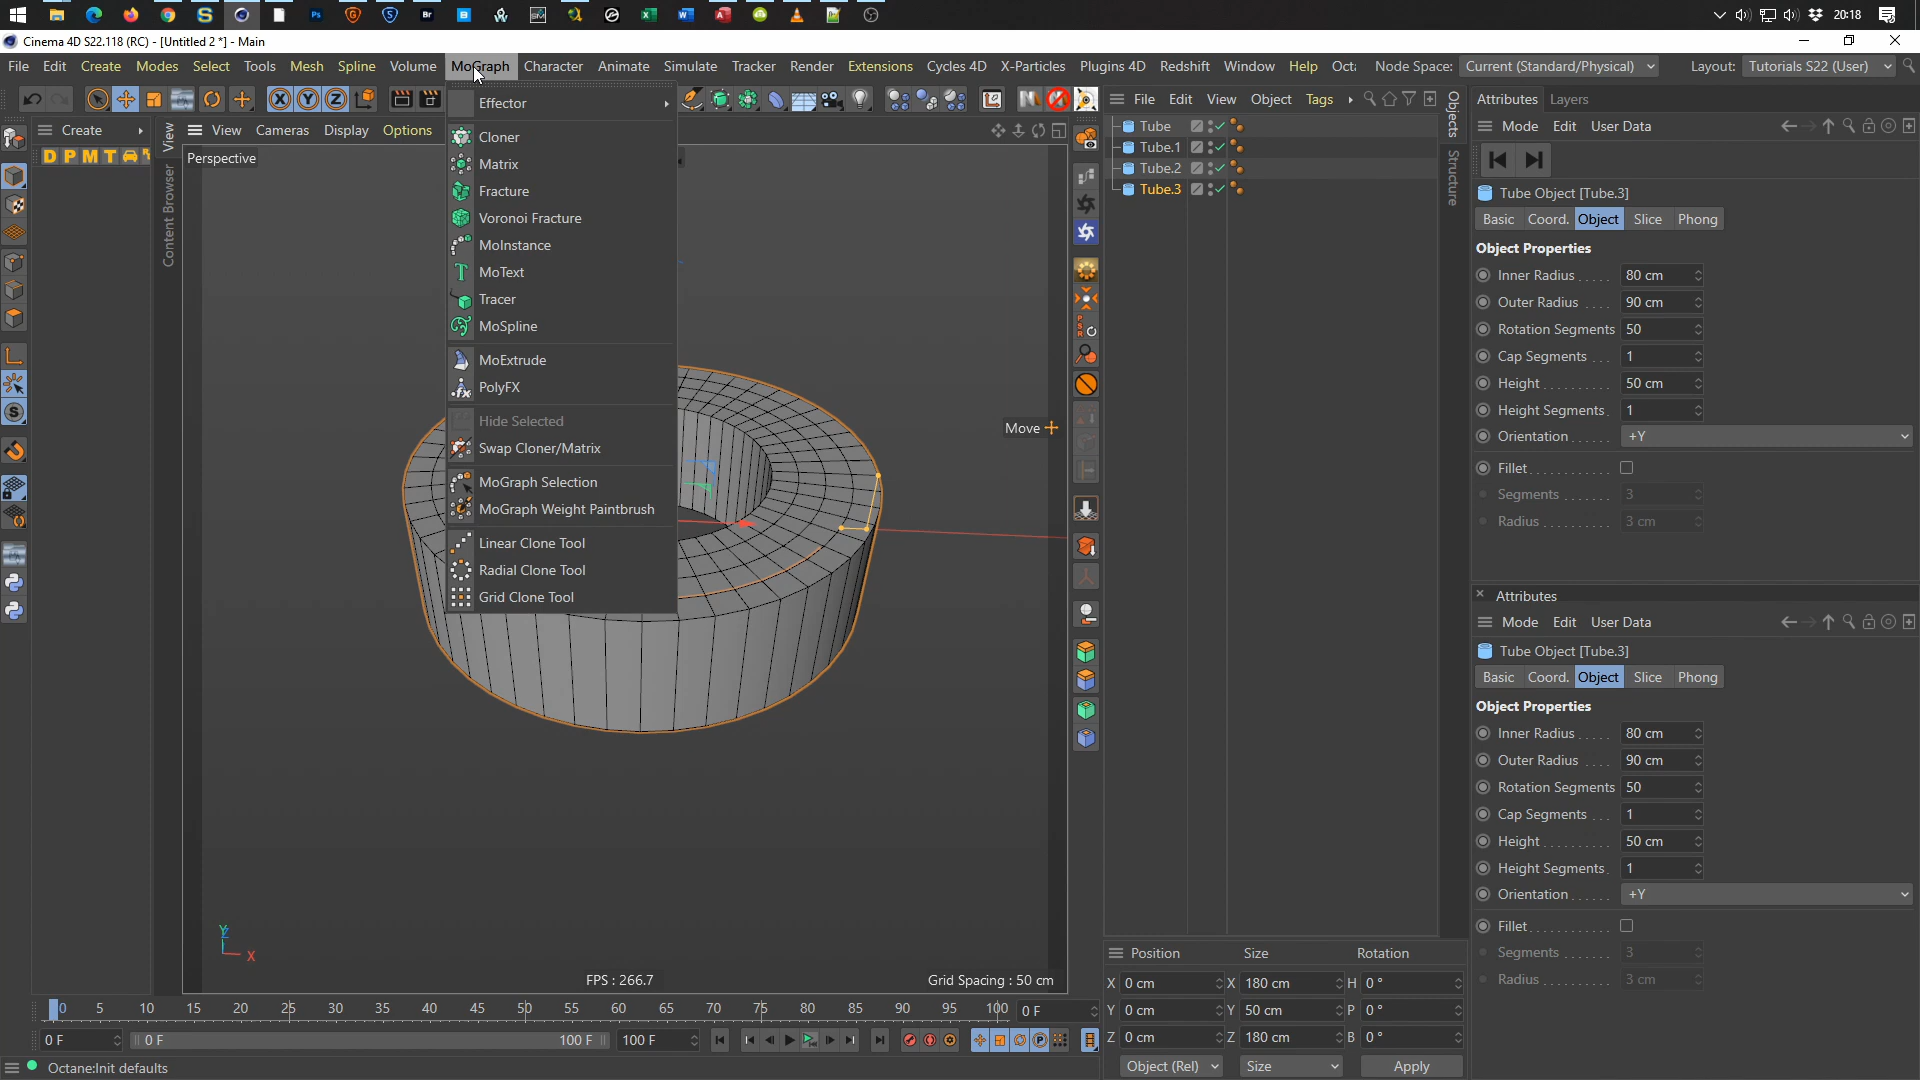 20:18
Cinema 4D S22.118 (RC) - [Untitled 2 *] - Main
File Edit Create Modes Select Tools Mesh Spline Volume MoGraph Character Animate Simulate Tracker Render Extensions Cycles 4D X-Particles Plugins 4D Redshift Window Help Octa Node Space: Current (Standard/Physical) Layout: Tutorials S22 (User)
X Y Z
File Edit View Object Tags
Attributes Layers
Create
View Cameras Display Options
Mode Edit User Data
D P M T
View
Content Browser
Perspective
Effector
Cloner
Matrix
Fracture
Voronoi Fracture
MoInstance
MoText
Tracer
MoSpline
MoExtrude
PolyFX
Hide Selected
Swap Cloner/Matrix
MoGraph Selection
MoGraph Weight Paintbrush
Linear Clone Tool
Radial Clone Tool
Grid Clone Tool
Move
Y
X
FPS : 266.7
Grid Spacing : 50 cm
Tube
Tube.1
Tube.2
Tube.3
Objects
Structure
Tube Object [Tube.3]
Basic Coord. Object Slice Phong
Object Properties
Inner Radius 80 cm
Outer Radius 90 cm
Rotation Segments 50
Cap Segments 1
Height 50 cm
Height Segments 1
Orientation +Y
Fillet
Segments 3
Radius 3 cm
Attributes
Mode Edit User Data
Tube Object [Tube.3]
Basic Coord. Object Slice Phong
Object Properties
Inner Radius 80 cm
Outer Radius 90 cm
Rotation Segments 50
Cap Segments 1
Height 50 cm
Height Segments 1
Orientation +Y
Fillet
Segments 3
Radius 3 cm
Position Size Rotation
X 0 cm X 180 cm H 0 °
Y 0 cm Y 50 cm P 0 °
Z 0 cm Z 180 cm B 0 °
Object (Rel) Size Apply
0 5 10 15 20 25 30 35 40 45 50 55 60 65 70 75 80 85 90 95 100 0 F
0 F 0 F 100 F 100 F
Octane:Init defaults